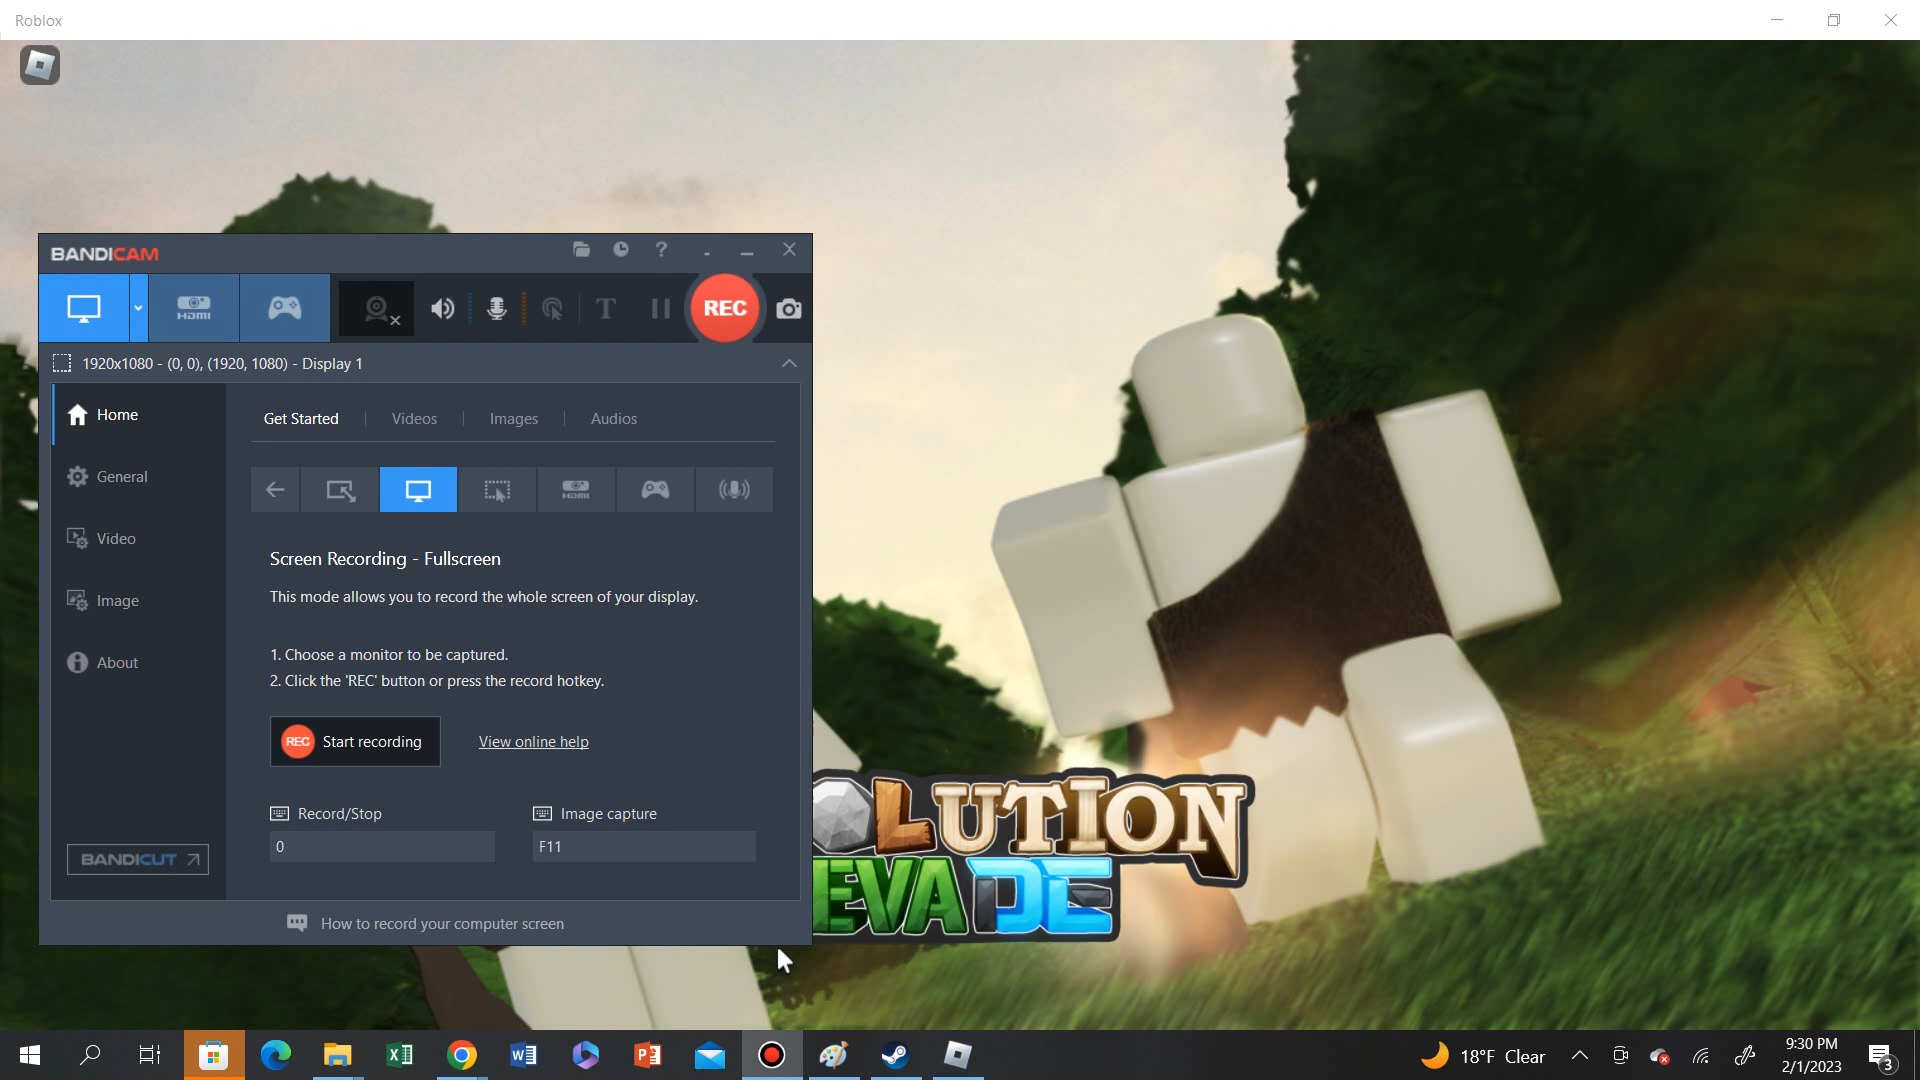 Roblox
BANDICAM
HDMI
T
REC
1920x1080 - (0, 0), (1920, 1080) - Display 1
Home
General
Video
Image
About
BANDICUT
Get Started
Videos
Images
Audios
HDMI
Screen Recording - Fullscreen
This mode allows you to record the whole screen of your display.
1. Choose a monitor to be captured.
2. Click the 'REC' button or press the record hotkey.
REC Start recording
View online help
Record/Stop
Image capture
0
F11
How to record your computer screen
OLUTION
EVADE
18°F Clear
9:30 PM
2/1/2023
3